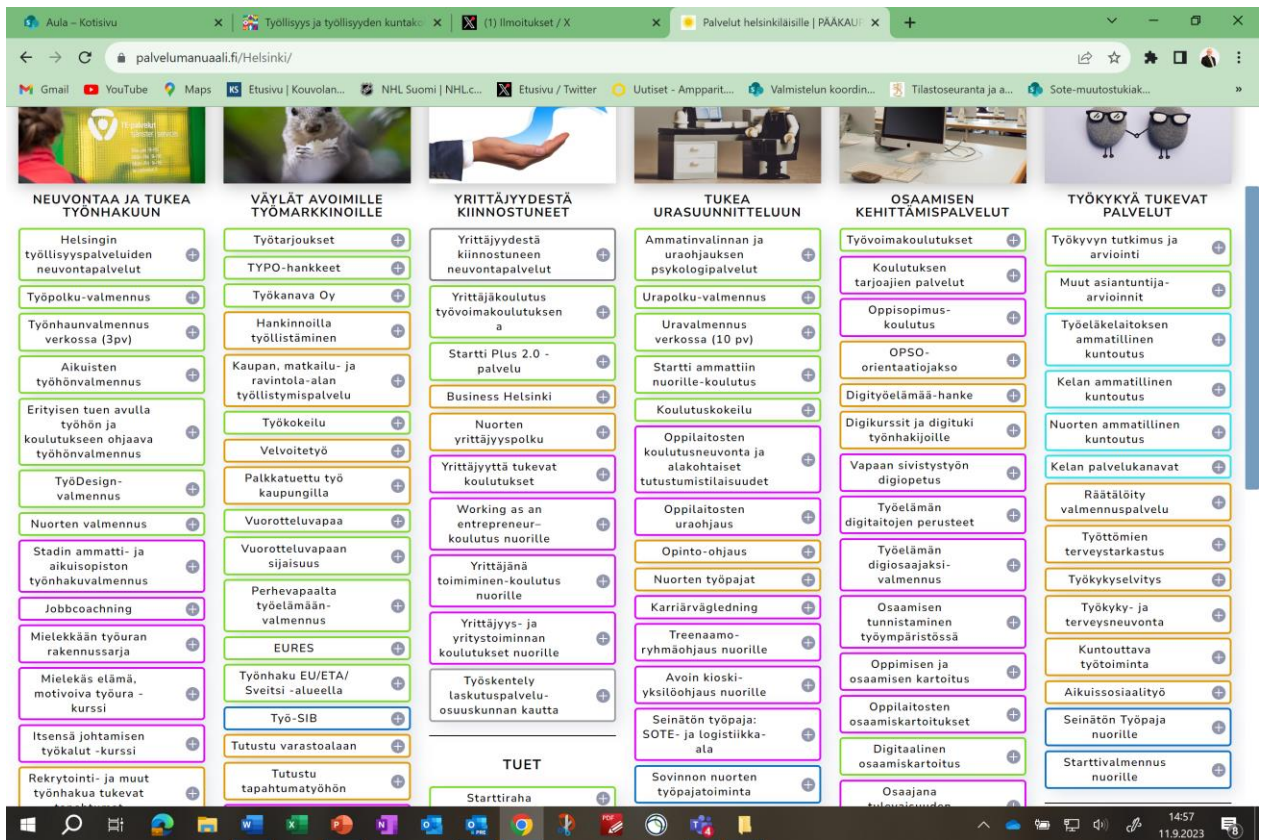 Aula – Kotisivu
Työllisyys ja työllisyyden kuntako
(1) Ilmoitukset / X
Palvelut helsinkiläisille | PÄÄKAUP
palvelumanuaali.fi/Helsinki/
Gmail
YouTube
Maps
KS
Etusivu | Kouvolan...
NHL Suomi | NHL.c...
Etusivu / Twitter
Uutiset - Ampparit....
Valmistelun koordin...
Tilastoseuranta ja a...
Sote-muutostukiak...
»
NEUVONTAA JA TUKEA
TYÖNHAKUUN
Helsingin
työllisyyspalveluiden
neuvontapalvelut
Työpolku-valmennus
Työnhaunvalmennus
verkossa (3pv)
Aikuisten
työhönvalmennus
Erityisen tuen avulla
työhön ja
koulutukseen ohjaava
työhönvalmennus
TyöDesign-
valmennus
Nuorten valmennus
Stadin ammatti- ja
aikuisopiston
työnhakuvalmennus
Jobbcoachning
Mielekkään työuran
rakennussarja
Mielekäs elämä,
motivoiva työura -
kurssi
Itsensä johtamisen
työkalut -kurssi
Rekrytointi- ja muut
työnhakua tukevat
VÄYLÄT AVOIMILLE
TYÖMARKKINOILLE
Työtarjoukset
TYPO-hankkeet
Työkanava Oy
Hankinnoilla
työllistäminen
Kaupan, matkailu- ja
ravintola-alan
työllistymispalvelu
Työkokeilu
Velvoitetyö
Palkkatuettu työ
kaupungilla
Vuorotteluvapaa
Vuorotteluvapaan
sijaisuus
Perhevapaalta
työelämään-
valmennus
EURES
Työnhaku EU/ETA/
Sveitsi -alueella
Työ-SIB
Tutustu varastoalaan
Tutustu
tapahtumatyöhön
YRITTÄJYYDESTÄ
KIINNOSTUNEET
Yrittäjyydestä
kiinnostuneen
neuvontapalvelut
Yrittäjäkoulutus
työvoimakoulutuksen
a
Startti Plus 2.0 -
palvelu
Business Helsinki
Nuorten
yrittäjyyspolku
Yrittäjyyttä tukevat
koulutukset
Working as an
entrepreneur–
koulutus nuorille
Yrittäjänä
toimiminen-koulutus
nuorille
Yrittäjyys- ja
yritystoiminnan
koulutukset nuorille
Työskentely
laskutuspalvelu-
osuuskunnan kautta
TUET
Starttiraha
TUKEA
URASUUNNITTELUUN
Ammatinvalinnan ja
uraohjauksen
psykologipalvelut
Urapolku-valmennus
Uravalmennus
verkossa (10 pv)
Startti ammattiin
nuorille-koulutus
Koulutuskokeilu
Oppilaitosten
koulutusneuvonta ja
alakohtaiset
tutustumistilaisuudet
Oppilaitosten
uraohjaus
Opinto-ohjaus
Nuorten työpajat
Karriärvägledning
Treenaamo-
ryhmäohjaus nuorille
Avoin kioski-
yksilöohjaus nuorille
Seinätön työpaja:
SOTE- ja logistiikka-
ala
Sovinnon nuorten
työpajatoiminta
OSAAMISEN
KEHITTÄMISPALVELUT
Työvoimakoulutukset
Koulutuksen
tarjoajien palvelut
Oppisopimus-
koulutus
OPSO-
orientaatiojakso
Digityöelämää-hanke
Digikurssit ja digituki
työnhakijoille
Vapaan sivistystyön
digiopetus
Työelämän
digitaitojen perusteet
Työelämän
digiosaajaksi-
valmennus
Osaamisen
tunnistaminen
työympäristössä
Oppimisen ja
osaamisen kartoitus
Oppilaitosten
osaamiskartoitukset
Digitaalinen
osaamiskartoitus
Osaajana
TYÖKYKYÄ TUKEVAT
PALVELUT
Työkyvyn tutkimus ja
arviointi
Muut asiantuntija-
arvioinnit
Työeläkelaitoksen
ammatillinen
kuntoutus
Kelan ammatillinen
kuntoutus
Nuorten ammatillinen
kuntoutus
Kelan palvelukanavat
Räätälöity
valmennuspalvelu
Työttömien
terveystarkastus
Työkykyselvitys
Työkyky- ja
terveysneuvonta
Kuntouttava
työtoiminta
Aikuissosiaalityö
Seinätön Työpaja
nuorille
Starttivalmennus
nuorille
14:57
11.9.2023